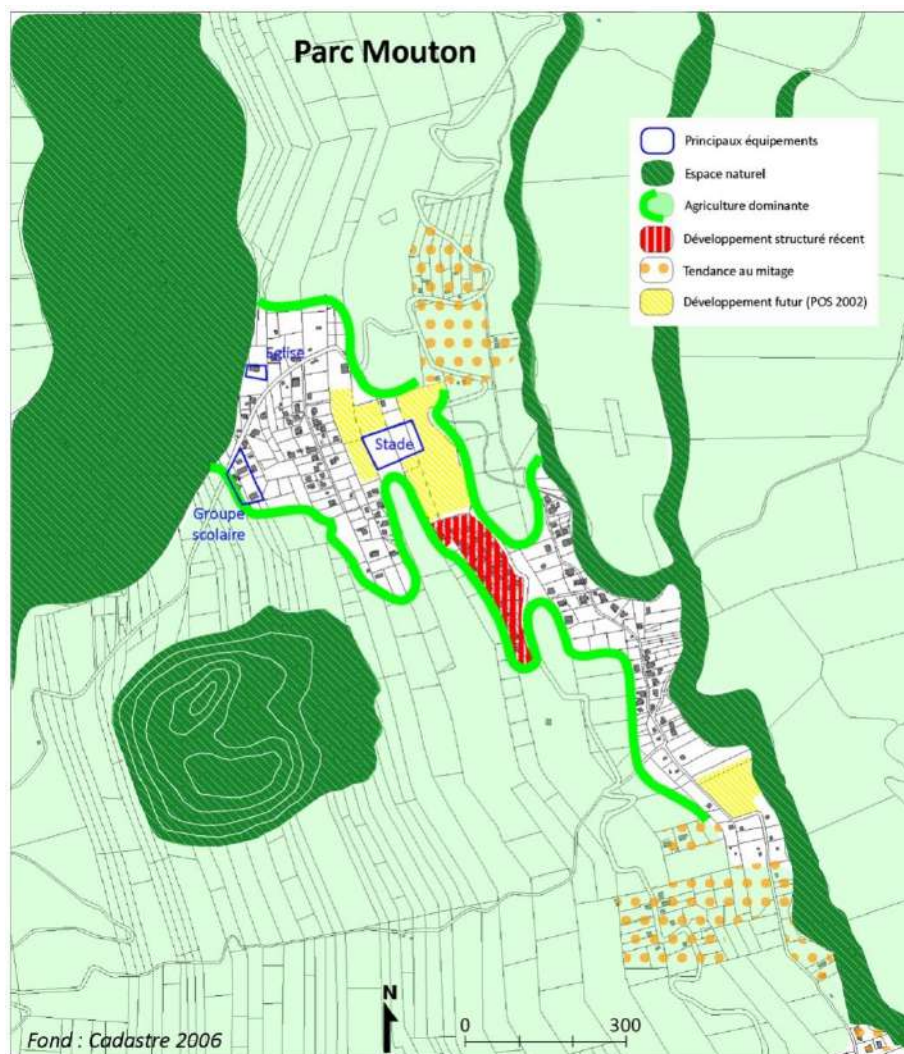 Parc Mouton
Principaux équipements
Espace naturel
Agriculture dominante
Développement structuré récent
Tendance au mitage
Développement futur (POS 2002)
Eglise
Stade
Groupe
scolaire
N
0
300
Fond : Cadastre 2006